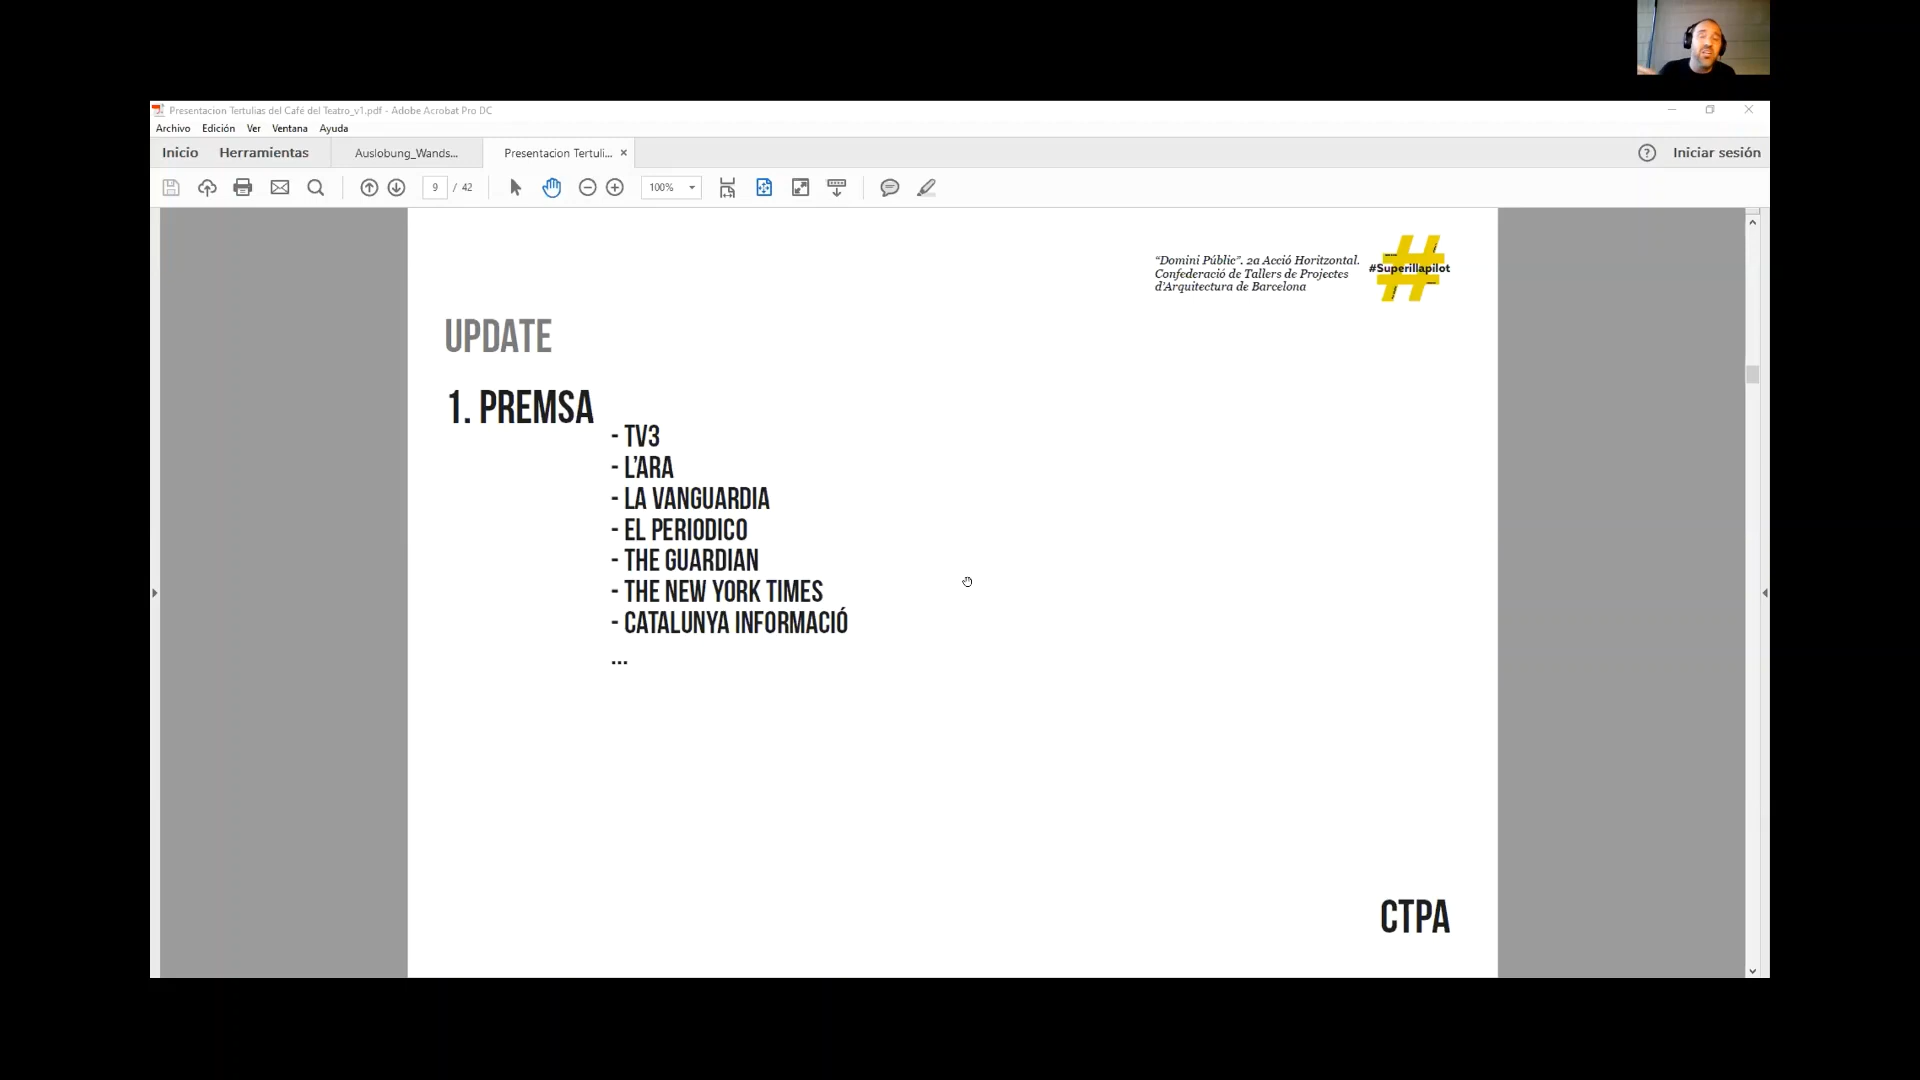 Presentacion Tertulias del Café del Teatro_v1.pdf - Adobe Acrobat Pro DC
Archivo Edición Ver Ventana Ayuda
Inicio Herramientas Auslobung_Wands... Presentacion Tertuli... × ? Iniciar sesión
9 / 42 100%
“Domini Públic”. 2a Acció Horitzontal.
Confederació de Tallers de Projectes
d'Arquitectura de Barcelona
#Superillapilot
UPDATE
1. PREMSA
- TV3
- L’ARA
- LA VANGUARDIA
- EL PERIODICO
- THE GUARDIAN
- THE NEW YORK TIMES
- CATALUNYA INFORMACIÓ
...
CTPA